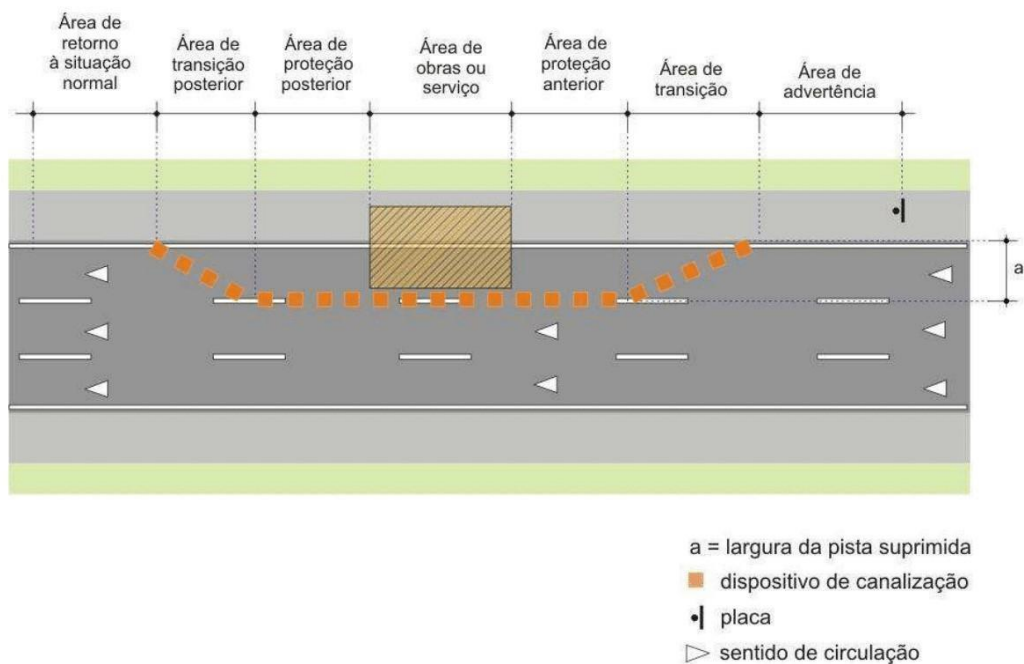 Área de
retorno
à situação
normal
Área de
transição
posterior
Área de
proteção
posterior
Área de
obras ou
serviço
Área de
proteção
anterior
Área de
transição
Área de
advertência
a
a = largura da pista suprimida
dispositivo de canalização
placa
sentido de circulação